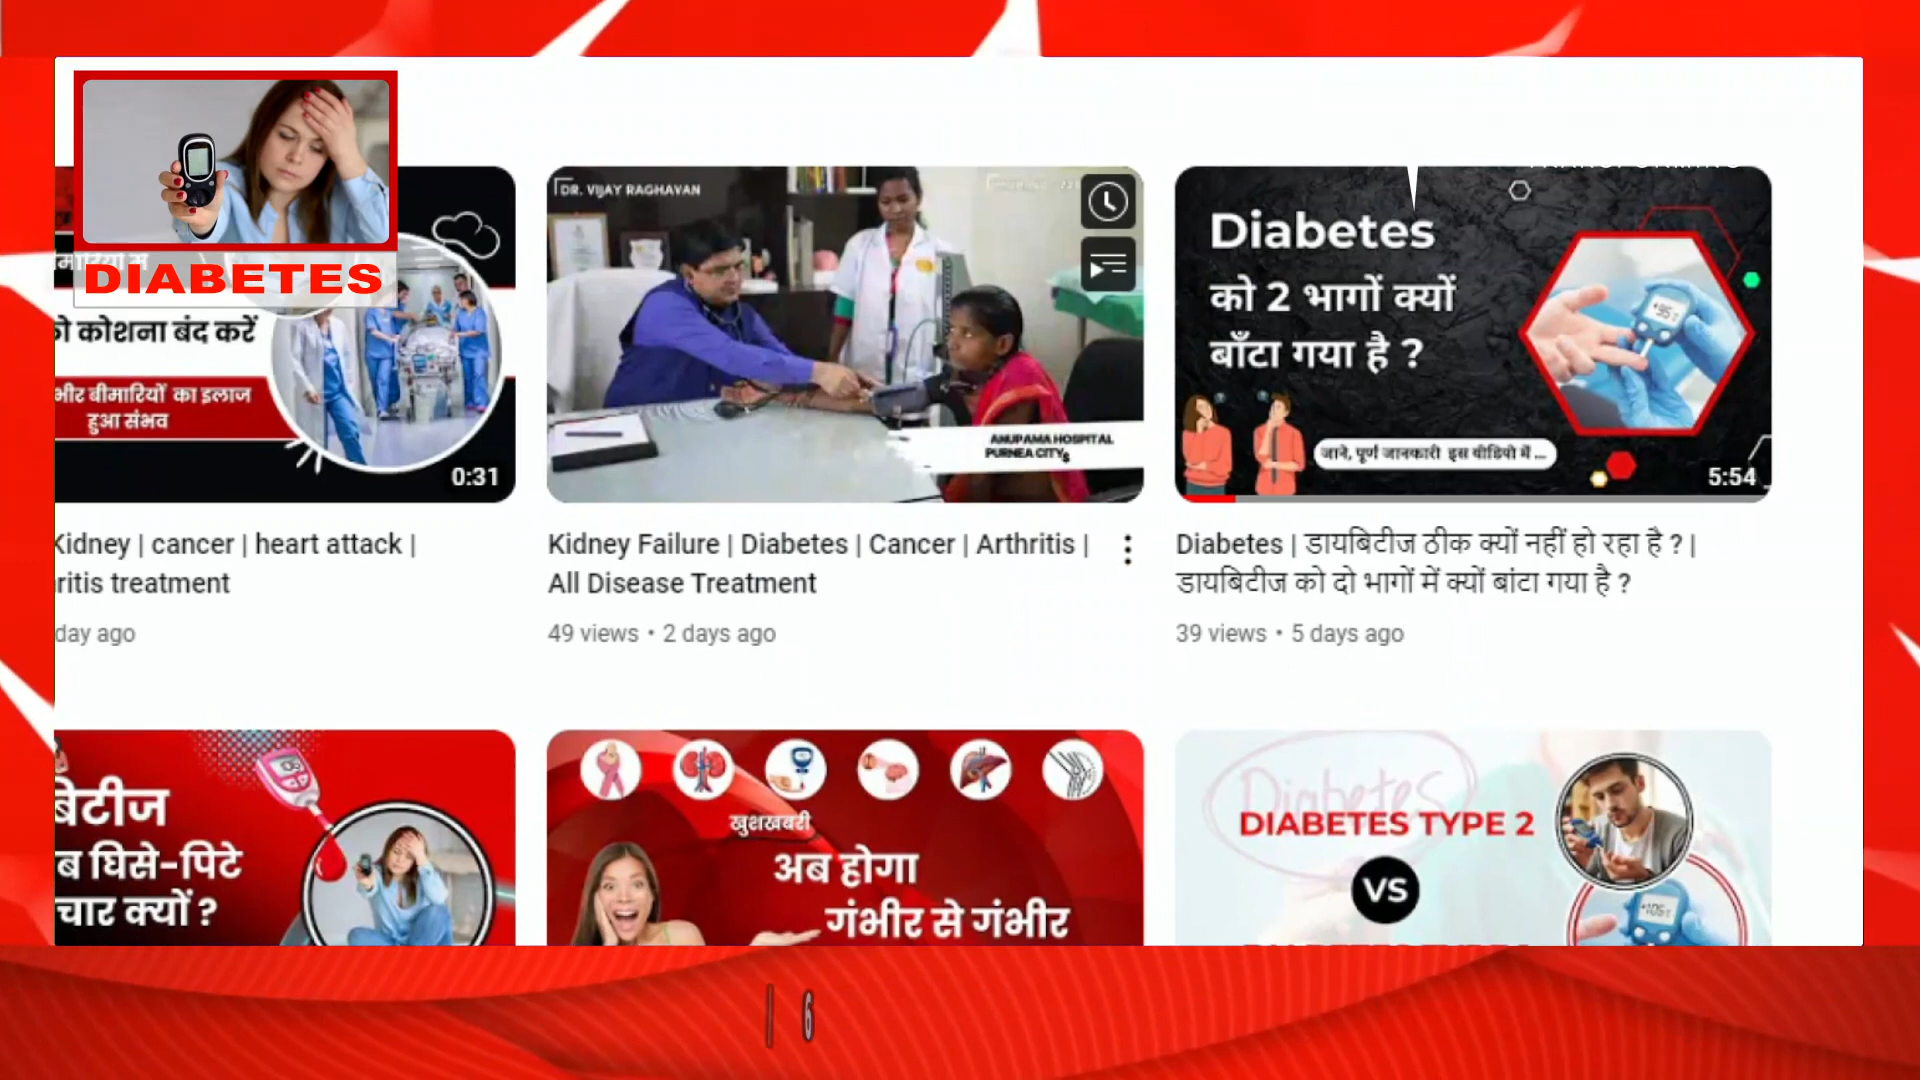 DIABETES
को कोशना बंद करें
भीर बीमारियों का इलाज
हुआ संभव
0:31
Kidney | cancer | heart attack |
ritis treatment
day ago
DR. VIJAY RAGHAVAN
ANUPAMA HOSPITAL
PURNEA CITY
Kidney Failure | Diabetes | Cancer | Arthritis |
All Disease Treatment
49 views • 2 days ago
Diabetes
को 2 भागों क्यों
बाँटा गया है ?
जाने, पूर्ण जानकारी इस वीडियो में ...
5:54
Diabetes | डायबिटीज ठीक क्यों नहीं हो रहा है ? |
डायबिटीज को दो भागों में क्यों बांटा गया है ?
39 views • 5 days ago
बेटीज
ब घिसे-पिटे
चार क्यों ?
खुशखबरी
अब होगा
गंभीर से गंभीर
Diabetes
DIABETES TYPE 2
VS
| 6